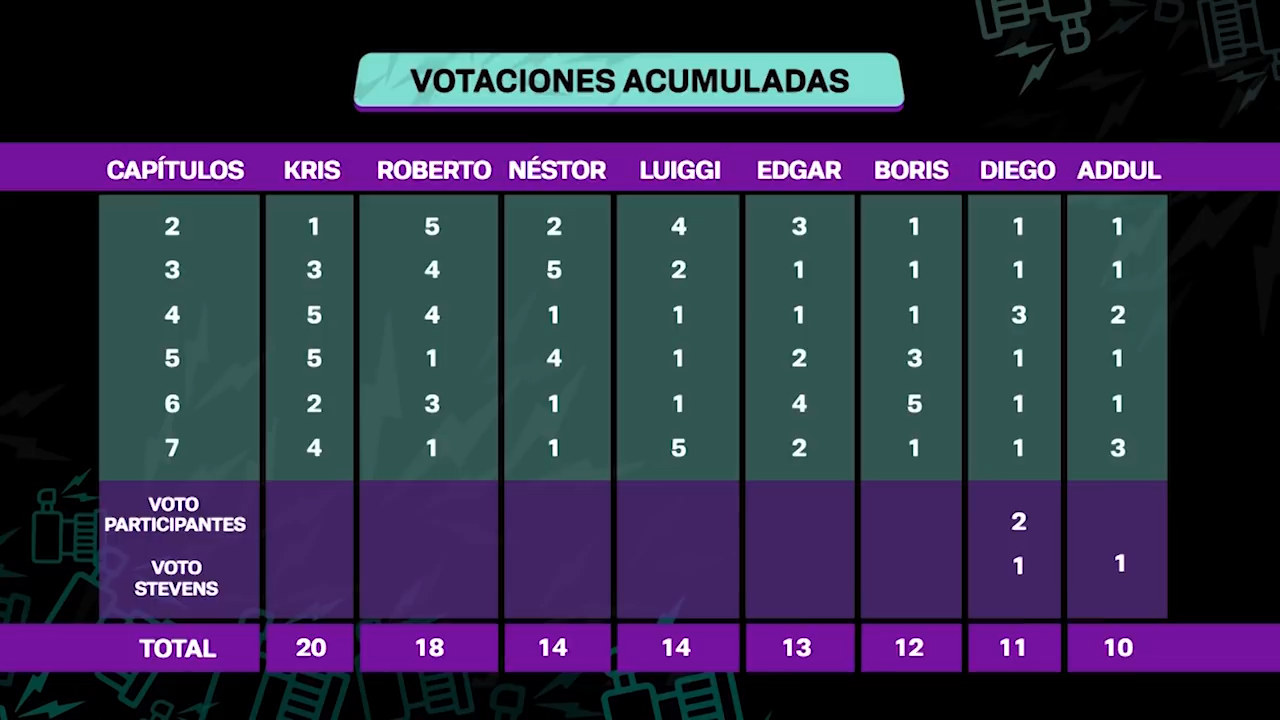 VOTACIONES ACUMULADAS
CAPÍTULOS KRIS ROBERTO NÉSTOR LUIGGI EDGAR BORIS DIEGO ADDUL
2 1 5 2 4 3 1 1 1
3 3 4 5 2 1 1 1 1
4 5 4 1 1 1 1 3 2
5 5 1 4 1 2 3 1 1
6 2 3 1 1 4 5 1 1
7 4 1 1 5 2 1 1 3
VOTO
PARTICIPANTES 2
VOTO
STEVENS 1 1
TOTAL 20 18 14 14 13 12 11 10